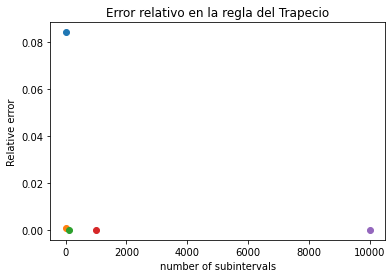 Error relativo en la regla del Trapecio
Relative error
0.08
0.06
0.04
0.02
0.00
0 2000 4000 6000 8000 10000
number of subintervals